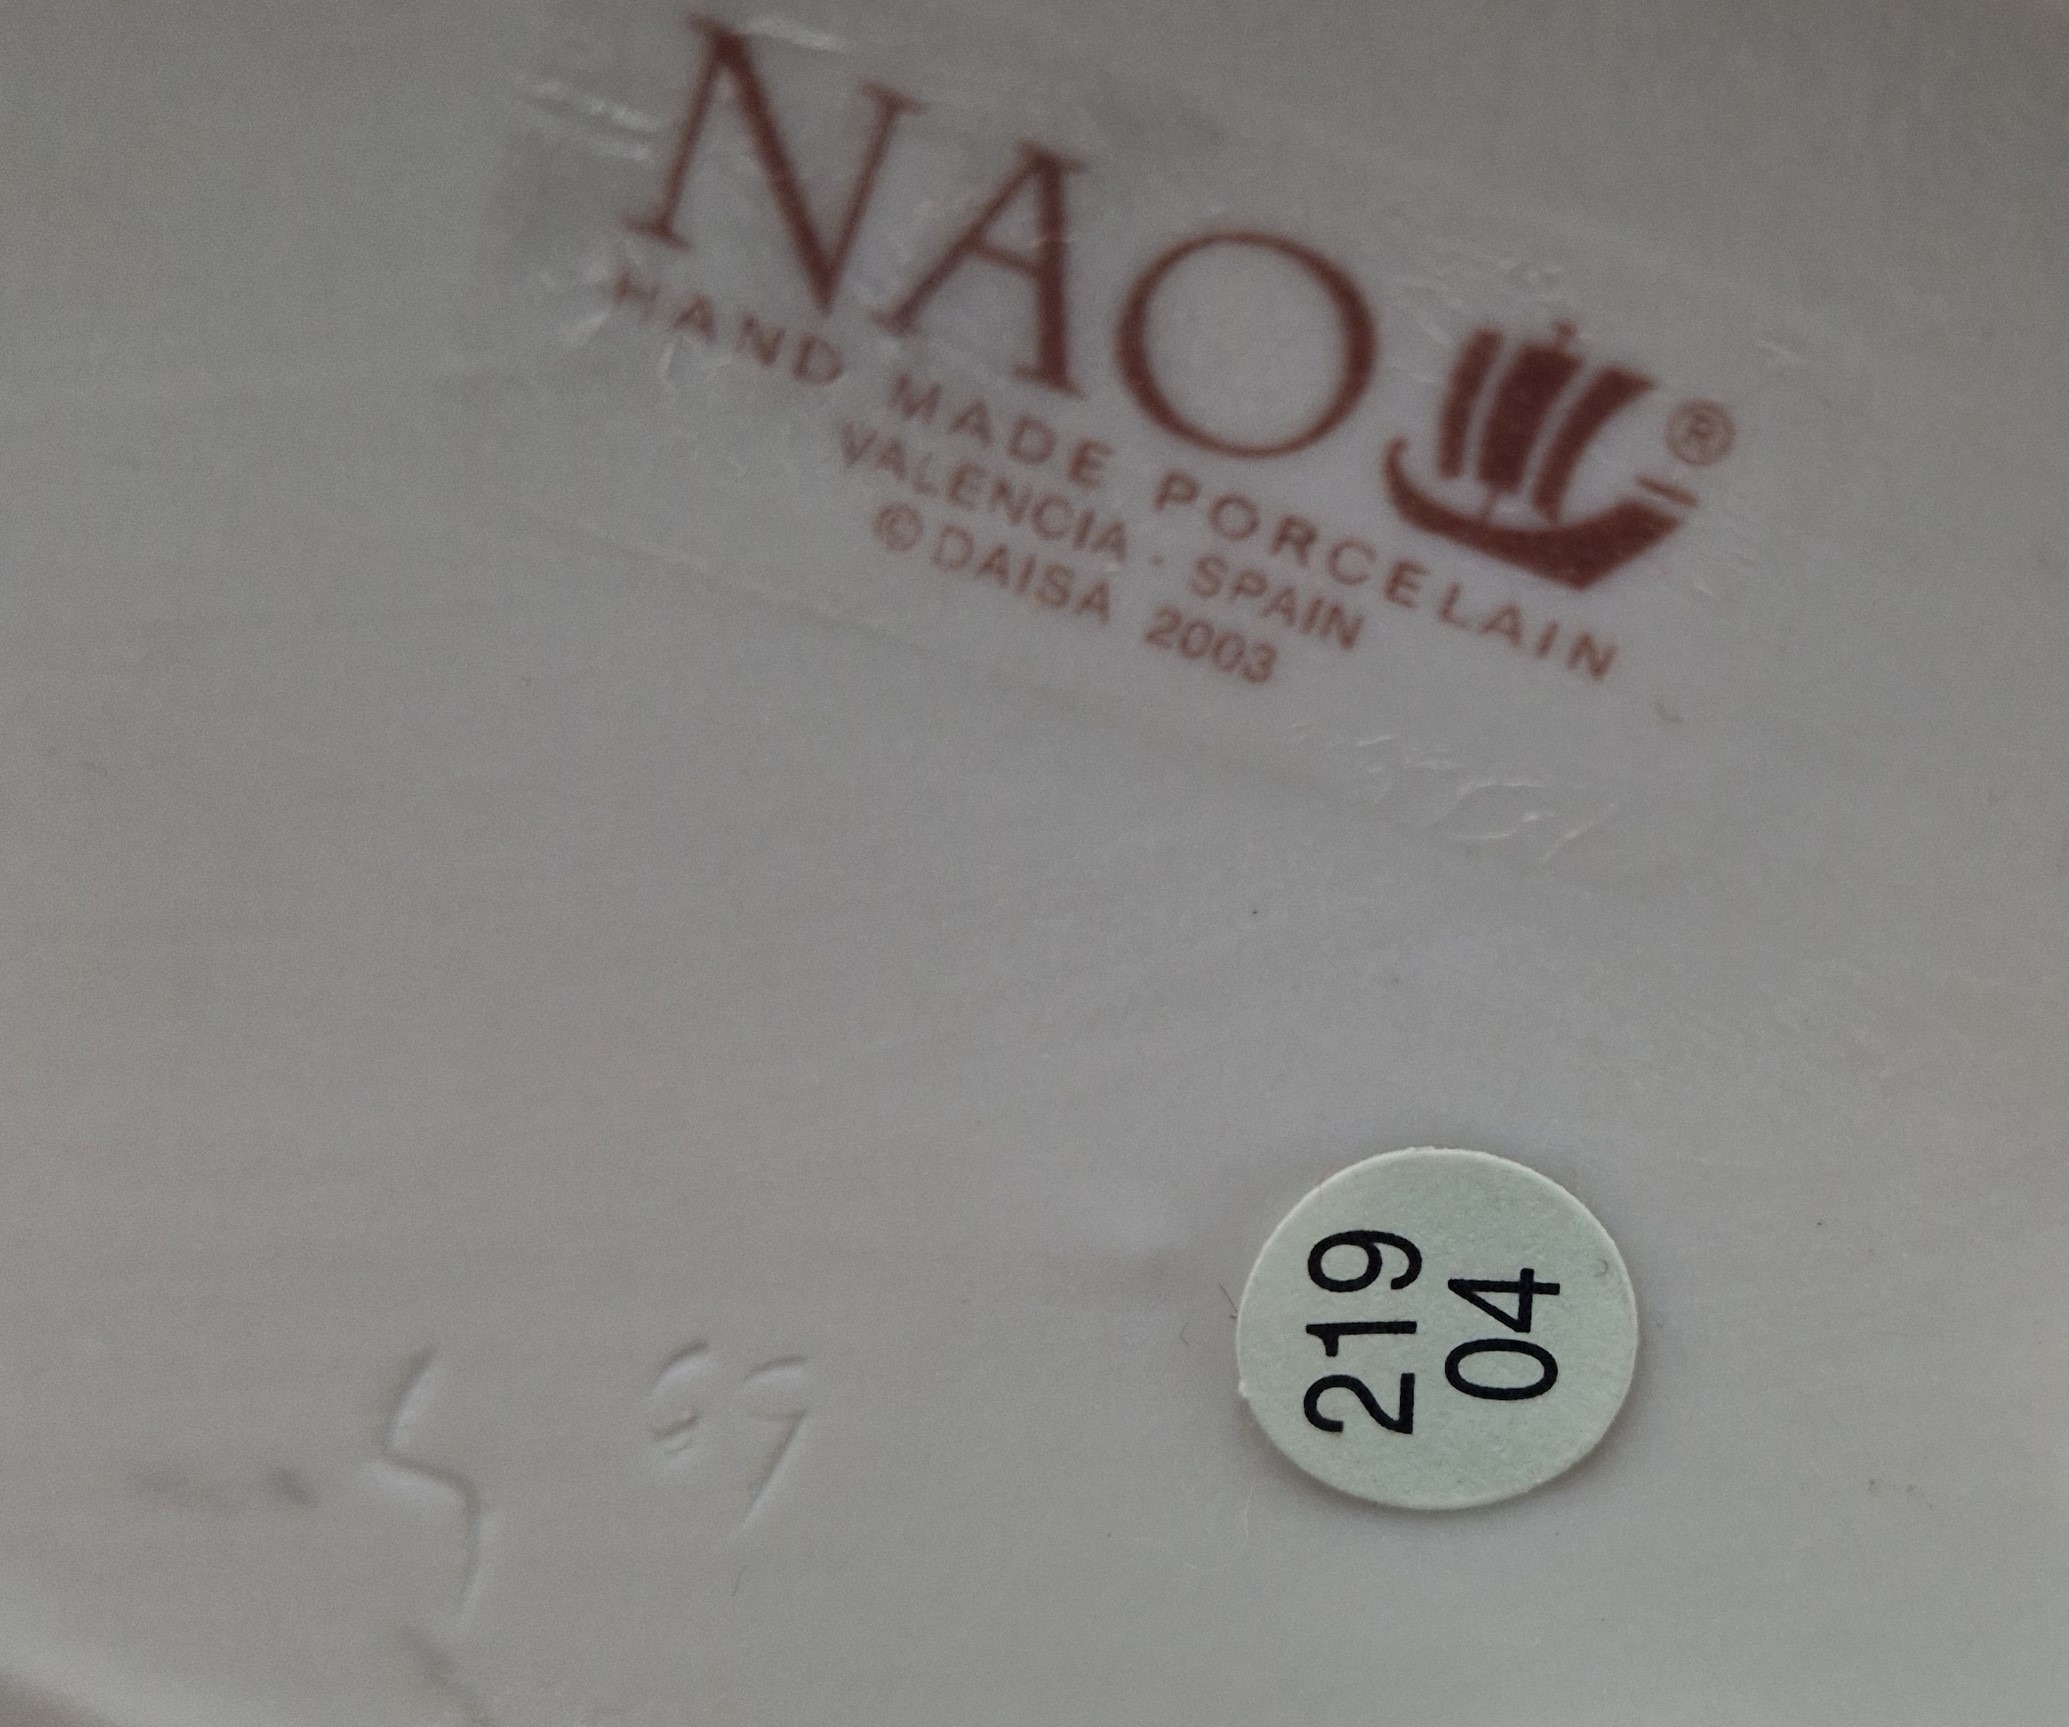 NAO ®
HAND MADE PORCELAIN
VALENCIA · SPAIN
© DAISA 2003
219
04